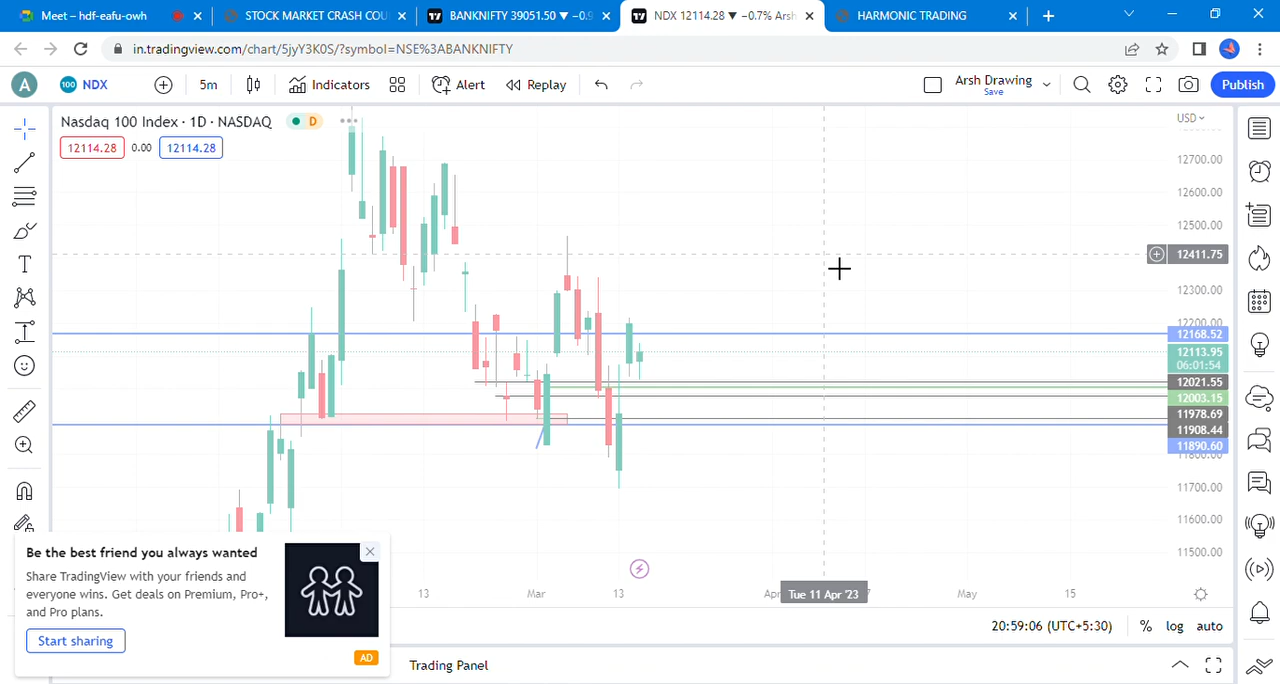 Meet – hdf-eafu-owh
STOCK MARKET CRASH COU
BANKNIFTY 39051.50 ▼ −0.9
NDX 12114.28 ▼ −0.7% Arsh
HARMONIC TRADING
in.tradingview.com/chart/5jyY3K0S/?symbol=NSE%3ABANKNIFTY
A
100 NDX
5m
Indicators
Alert
Replay
Arsh Drawing
Save
Publish
Nasdaq 100 Index · 1D · NASDAQ
D
USD
12114.28
0.00
12114.28
12700.00
12600.00
12500.00
12411.75
12300.00
12200.00
12168.52
12113.95
06:01:54
12021.55
12003.15
11978.69
11908.44
11890.60
11800.00
11700.00
11600.00
11500.00
13
Mar
13
Apr
Tue 11 Apr '23
May
15
Be the best friend you always wanted
Share TradingView with your friends and
everyone wins. Get deals on Premium, Pro+,
and Pro plans.
Start sharing
AD
20:59:06 (UTC+5:30)
%
log
auto
Trading Panel